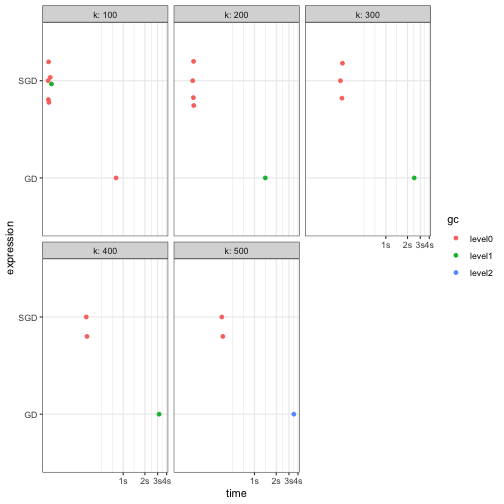 k: 100
k: 200
k: 300
SGD
GD
1s 2s 3s4s
k: 400
k: 500
SGD
GD
1s 2s 3s4s
1s 2s 3s4s
expression
time
gc
level0
level1
level2